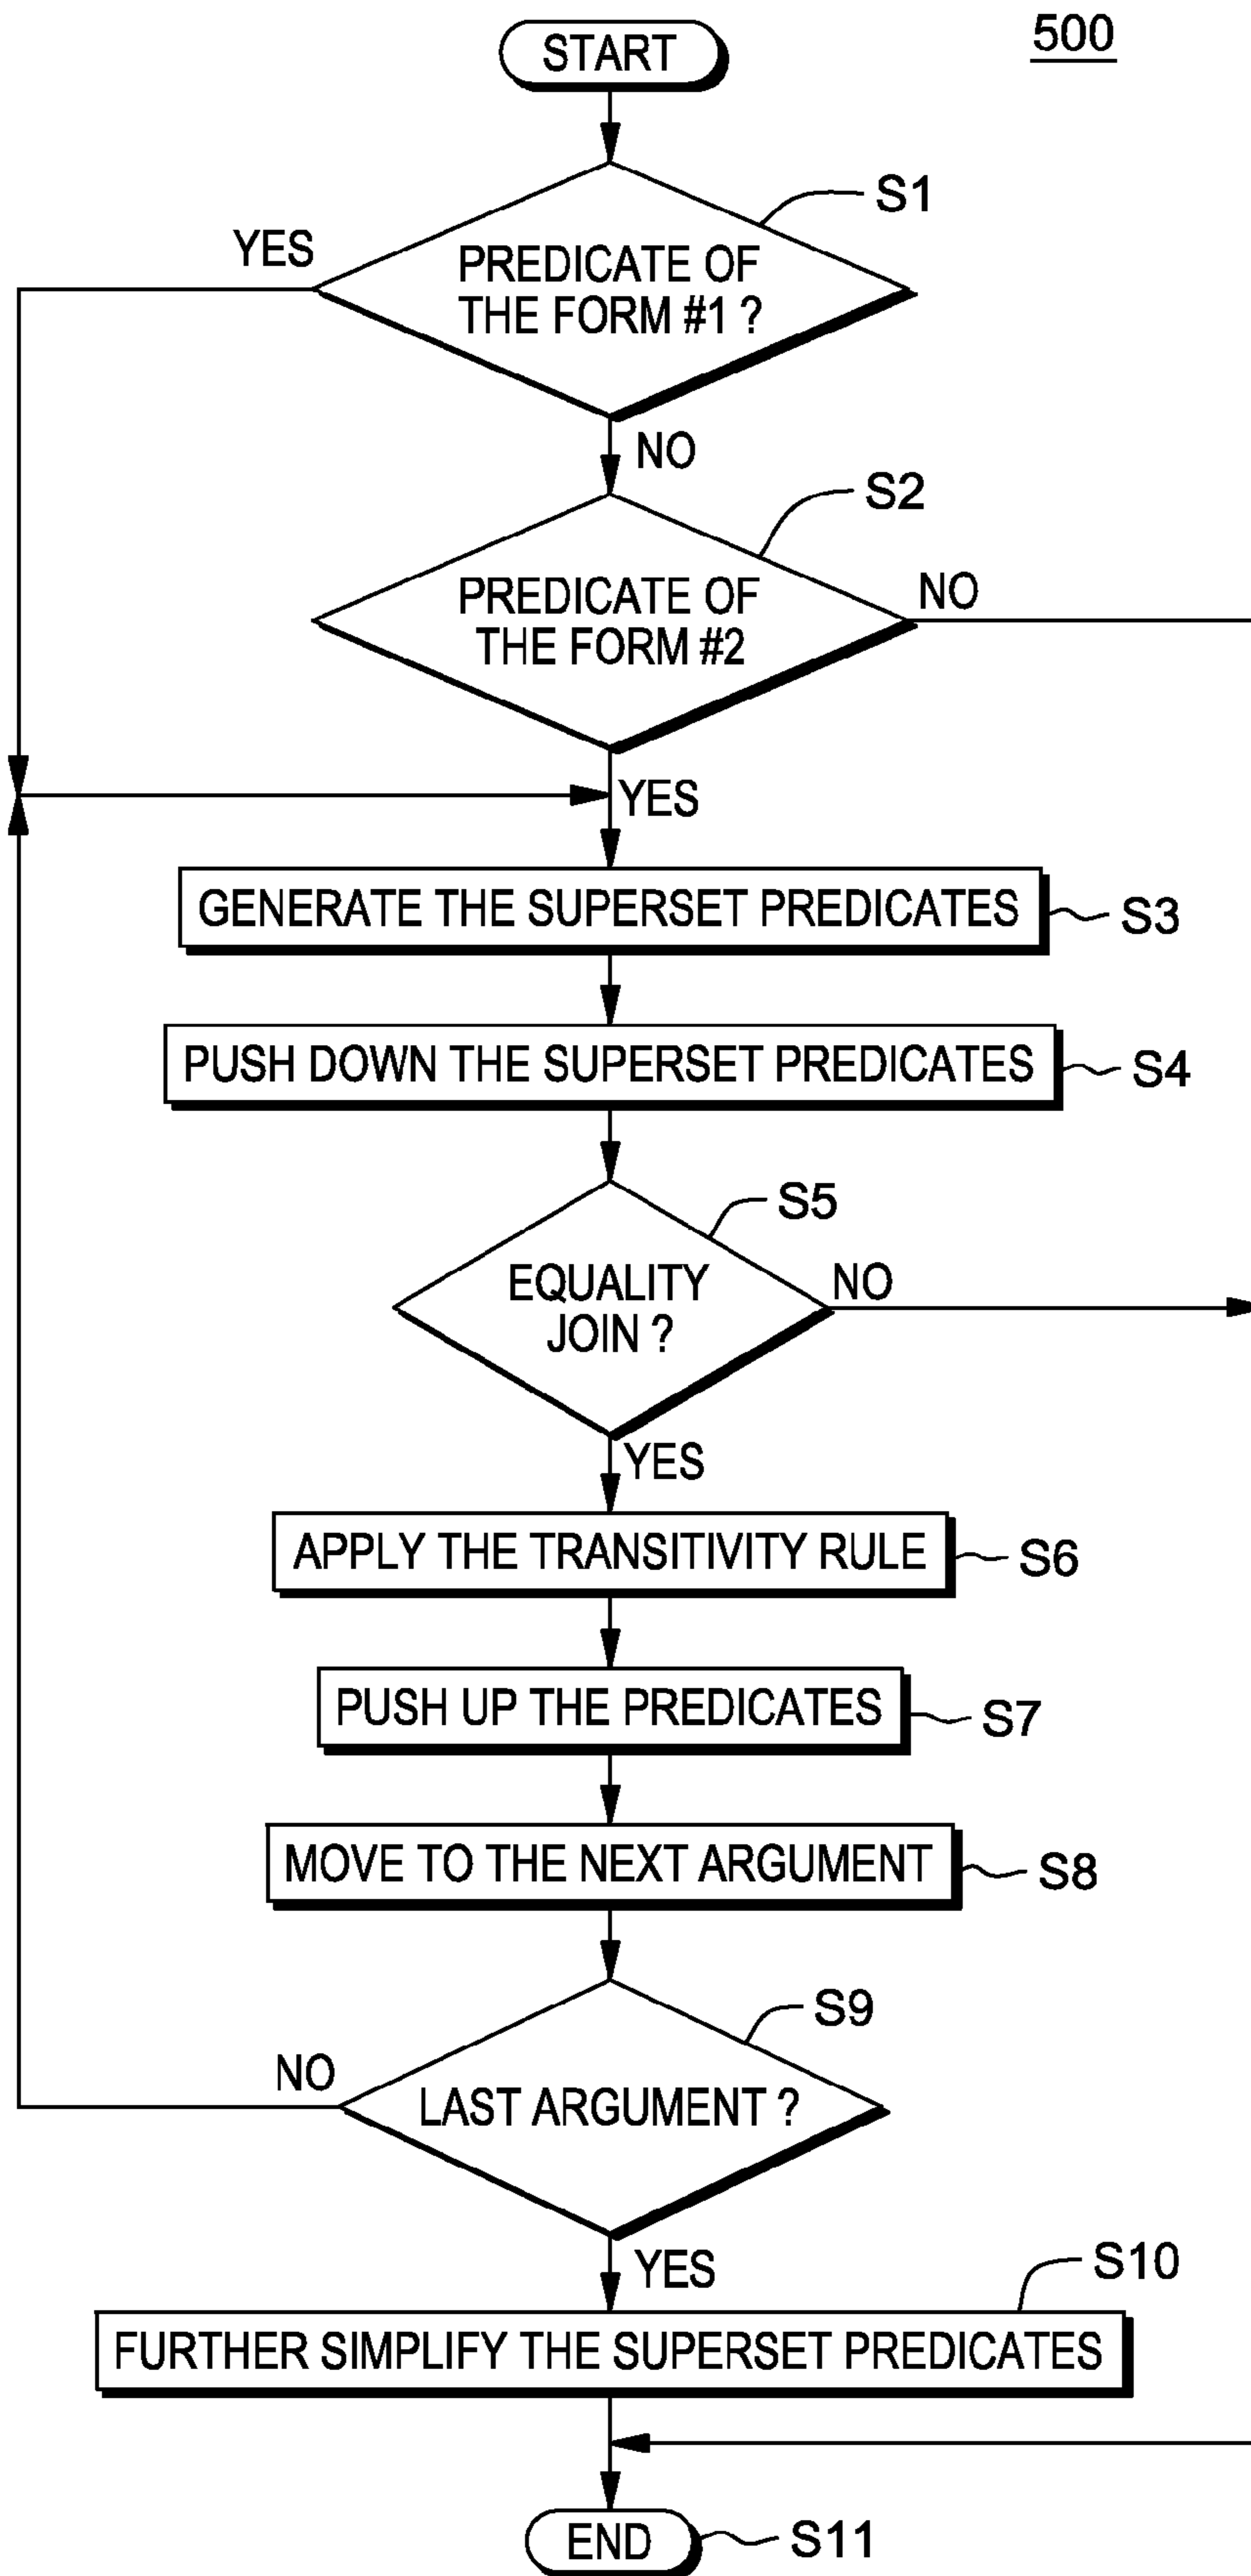 500
START
S1
YES
PREDICATE OF
THE FORM #1 ?
NO
S2
PREDICATE OF
THE FORM #2
NO
YES
GENERATE THE SUPERSET PREDICATES
S3
PUSH DOWN THE SUPERSET PREDICATES
S4
S5
EQUALITY
JOIN ?
NO
YES
APPLY THE TRANSITIVITY RULE
S6
PUSH UP THE PREDICATES
S7
MOVE TO THE NEXT ARGUMENT
S8
S9
NO
LAST ARGUMENT ?
YES
S10
FURTHER SIMPLIFY THE SUPERSET PREDICATES
END
S11